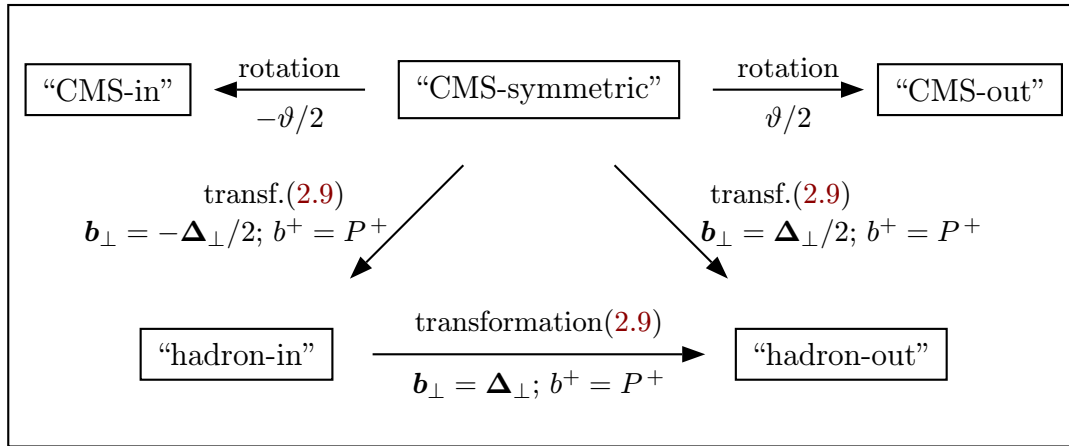 rotation rotation
“CMS-in” “CMS-symmetric” “CMS-out”
−ϑ/2 ϑ/2
transf.(2.9) transf.(2.9)
b⊥ = −Δ⊥/2; b⁺ = P⁺ b⊥ = Δ⊥/2; b⁺ = P⁺
transformation(2.9)
“hadron-in” “hadron-out”
b⊥ = Δ⊥; b⁺ = P⁺